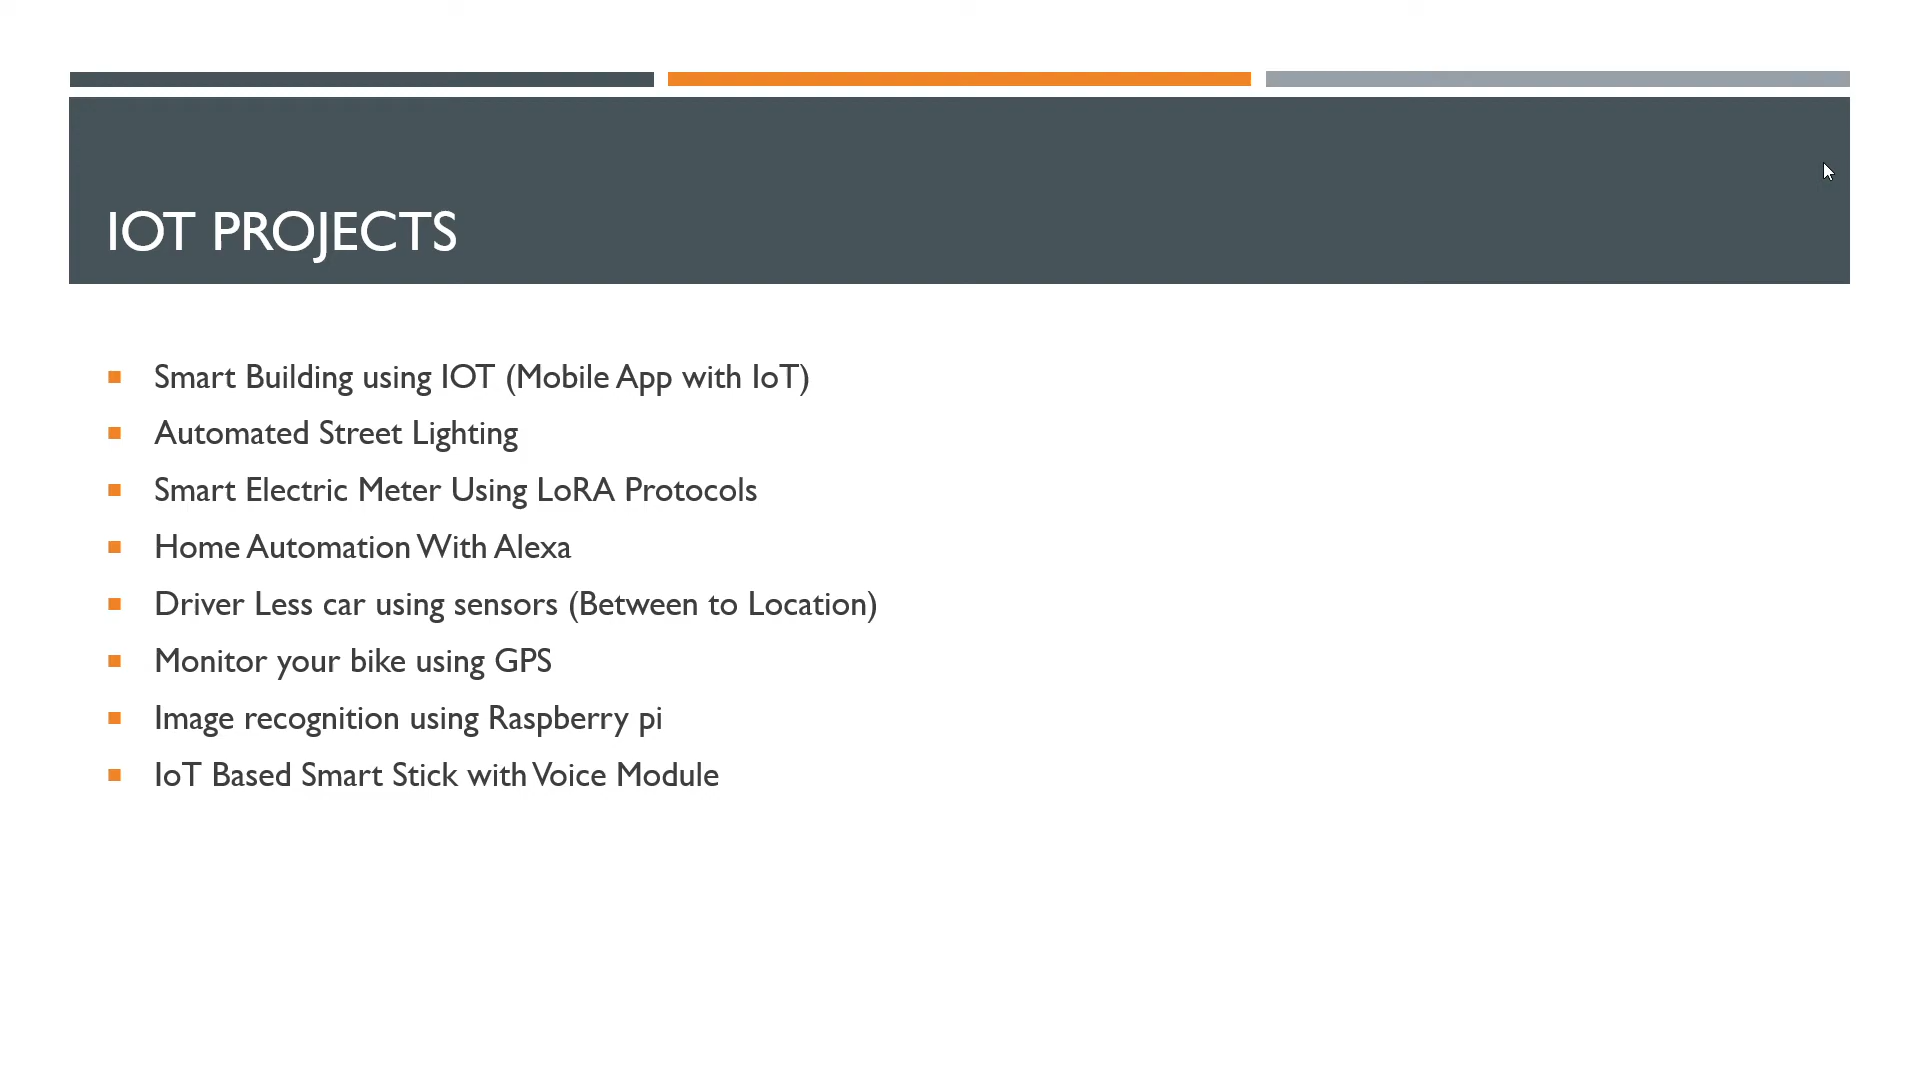 IOT PROJECTS
Smart Building using IOT (Mobile App with IoT)
Automated Street Lighting
Smart Electric Meter Using LoRA Protocols
Home Automation With Alexa
Driver Less car using sensors (Between to Location)
Monitor your bike using GPS
Image recognition using Raspberry pi
IoT Based Smart Stick with Voice Module